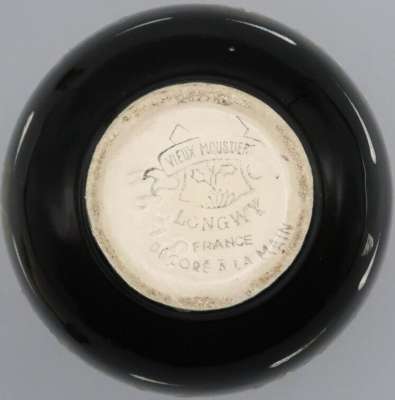 VIEUX MOUSTIER
LONGWY
FRANCE
DÉCORÉ À LA MAIN